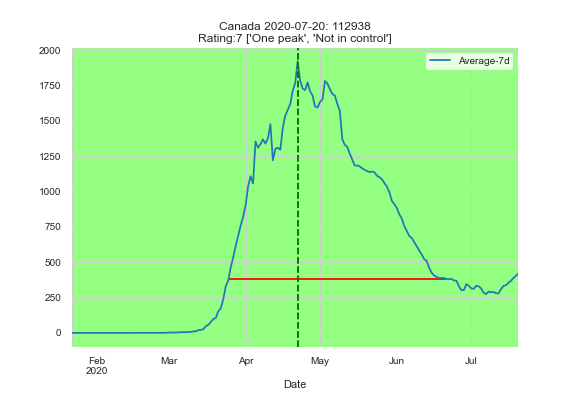 Canada 2020-07-20: 112938
Rating:7 ['One peak', 'Not in control']
Average-7d
2000
1750
1500
1250
1000
750
500
250
0
Feb
2020
Mar
Apr
May
Jun
Jul
Date